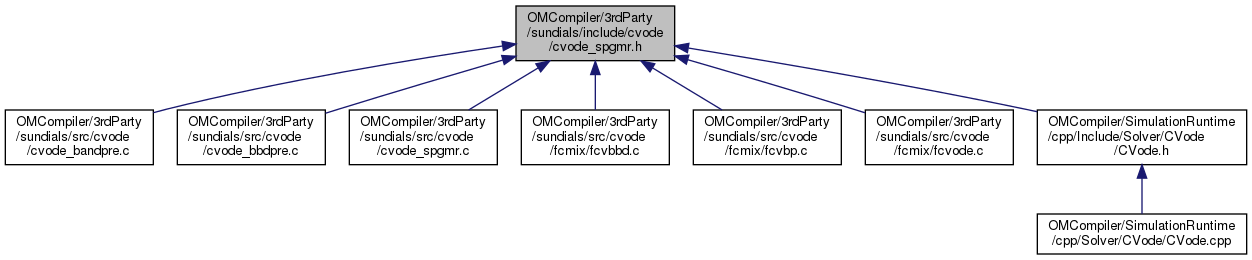 OMCompiler/3rdParty
/sundials/include/cvode
/cvode_spgmr.h
OMCompiler/3rdParty
/sundials/src/cvode
/cvode_bandpre.c
OMCompiler/3rdParty
/sundials/src/cvode
/cvode_bbdpre.c
OMCompiler/3rdParty
/sundials/src/cvode
/cvode_spgmr.c
OMCompiler/3rdParty
/sundials/src/cvode
/fcmix/fcvbbd.c
OMCompiler/3rdParty
/sundials/src/cvode
/fcmix/fcvbp.c
OMCompiler/3rdParty
/sundials/src/cvode
/fcmix/fcvode.c
OMCompiler/SimulationRuntime
/cpp/Include/Solver/CVode
/CVode.h
OMCompiler/SimulationRuntime
/cpp/Solver/CVode/CVode.cpp